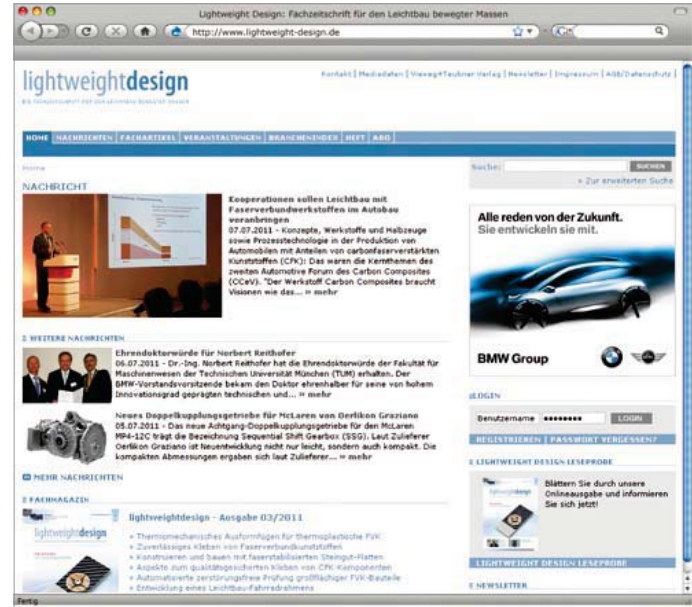 Lightweight Design: Fachzeitschrift für den Leichtbau bewegter Massen
http://www.lightweight-design.de
lightweightdesign
DIE FACHZEITSCHRIFT FÜR DEN LEICHTBAU BEWEGTER MASSEN
Kontakt | Mediadaten | Vieweg+Teubner Verlag | Newsletter | Impressum | AGB/Datenschutz |
HOME | NACHRICHTEN | FACHARTIKEL | VERANSTALTUNGEN | BRANCHENINDEX | HEFT | ABO |
Home
Suche:
SUCHEN
» Zur erweiterten Suche
NACHRICHT
Kooperationen sollen Leichtbau mit
Faserverbundwerkstoffen im Autobau
voranbringen
07.07.2011 - Konzepte, Werkstoffe und Halbzeuge
sowie Prozesstechnologie in der Produktion von
Automobilen mit Anteilen von carbonfaserverstärkten
Kunststoffen (CFK): Das waren die Kernthemen des
zweiten Automotive Forum des Carbon Composites
(CCeV). "Der Werkstoff Carbon Composites braucht
Visionen wie das... » mehr
WEITERE NACHRICHTEN
Ehrendoktorwürde für Norbert Reithofer
06.07.2011 - Dr.-Ing. Norbert Reithofer hat die Ehrendoktorwürde der Fakultät für
Maschinenwesen der Technischen Universität München (TUM) erhalten. Der
BMW-Vorstandsvorsitzende bekam den Doktor ehrenhalber für seine von hohem
Innovationsgrad geprägten technischen und... » mehr
Neues Doppelkupplungsgetriebe für McLaren von Oerlikon Graziano
05.07.2011 - Das neue Achtgang-Doppelkupplungsgetriebe für den McLaren
MP4-12C trägt die Bezeichnung Sequential Shift Gearbox (SSG). Laut Zulieferer
Oerlikon Graziano ist Neuentwicklung nicht nur leicht, sondern auch kompakt. Die
kompakten Abmessungen ergaben sich laut Zulieferer... » mehr
MEHR NACHRICHTEN
FACHMAGAZIN
lightweightdesign
lightweightdesign - Ausgabe 03/2011
» Thermomechanisches Ausformfügen für thermoplastische FVK
» Zuverlässiges Kleben von Faserverbundkunststoffen
» Konstruieren und bauen mit faserstabilisierten Steingut-Platten
» Aspekte zum qualitätsgesicherten Kleben von CFK-Komponenten
» Automatisierte zerstörungsfreie Prüfung großflächiger FVK-Bauteile
» Entwicklung eines Leichtbau-Fahrradrahmens
Alle reden von der Zukunft.
Sie entwickeln sie mit.
BMW Group
LOGIN
Benutzername
LOGIN
REGISTRIEREN | PASSWORT VERGESSEN?
LIGHTWEIGHT DESIGN LESEPROBE
lightweightdesign
Blättern Sie durch unsere
Onlineausgabe und informieren
Sie sich jetzt!
LIGHTWEIGHT DESIGN LESEPROBE
NEWSLETTER
Fertig